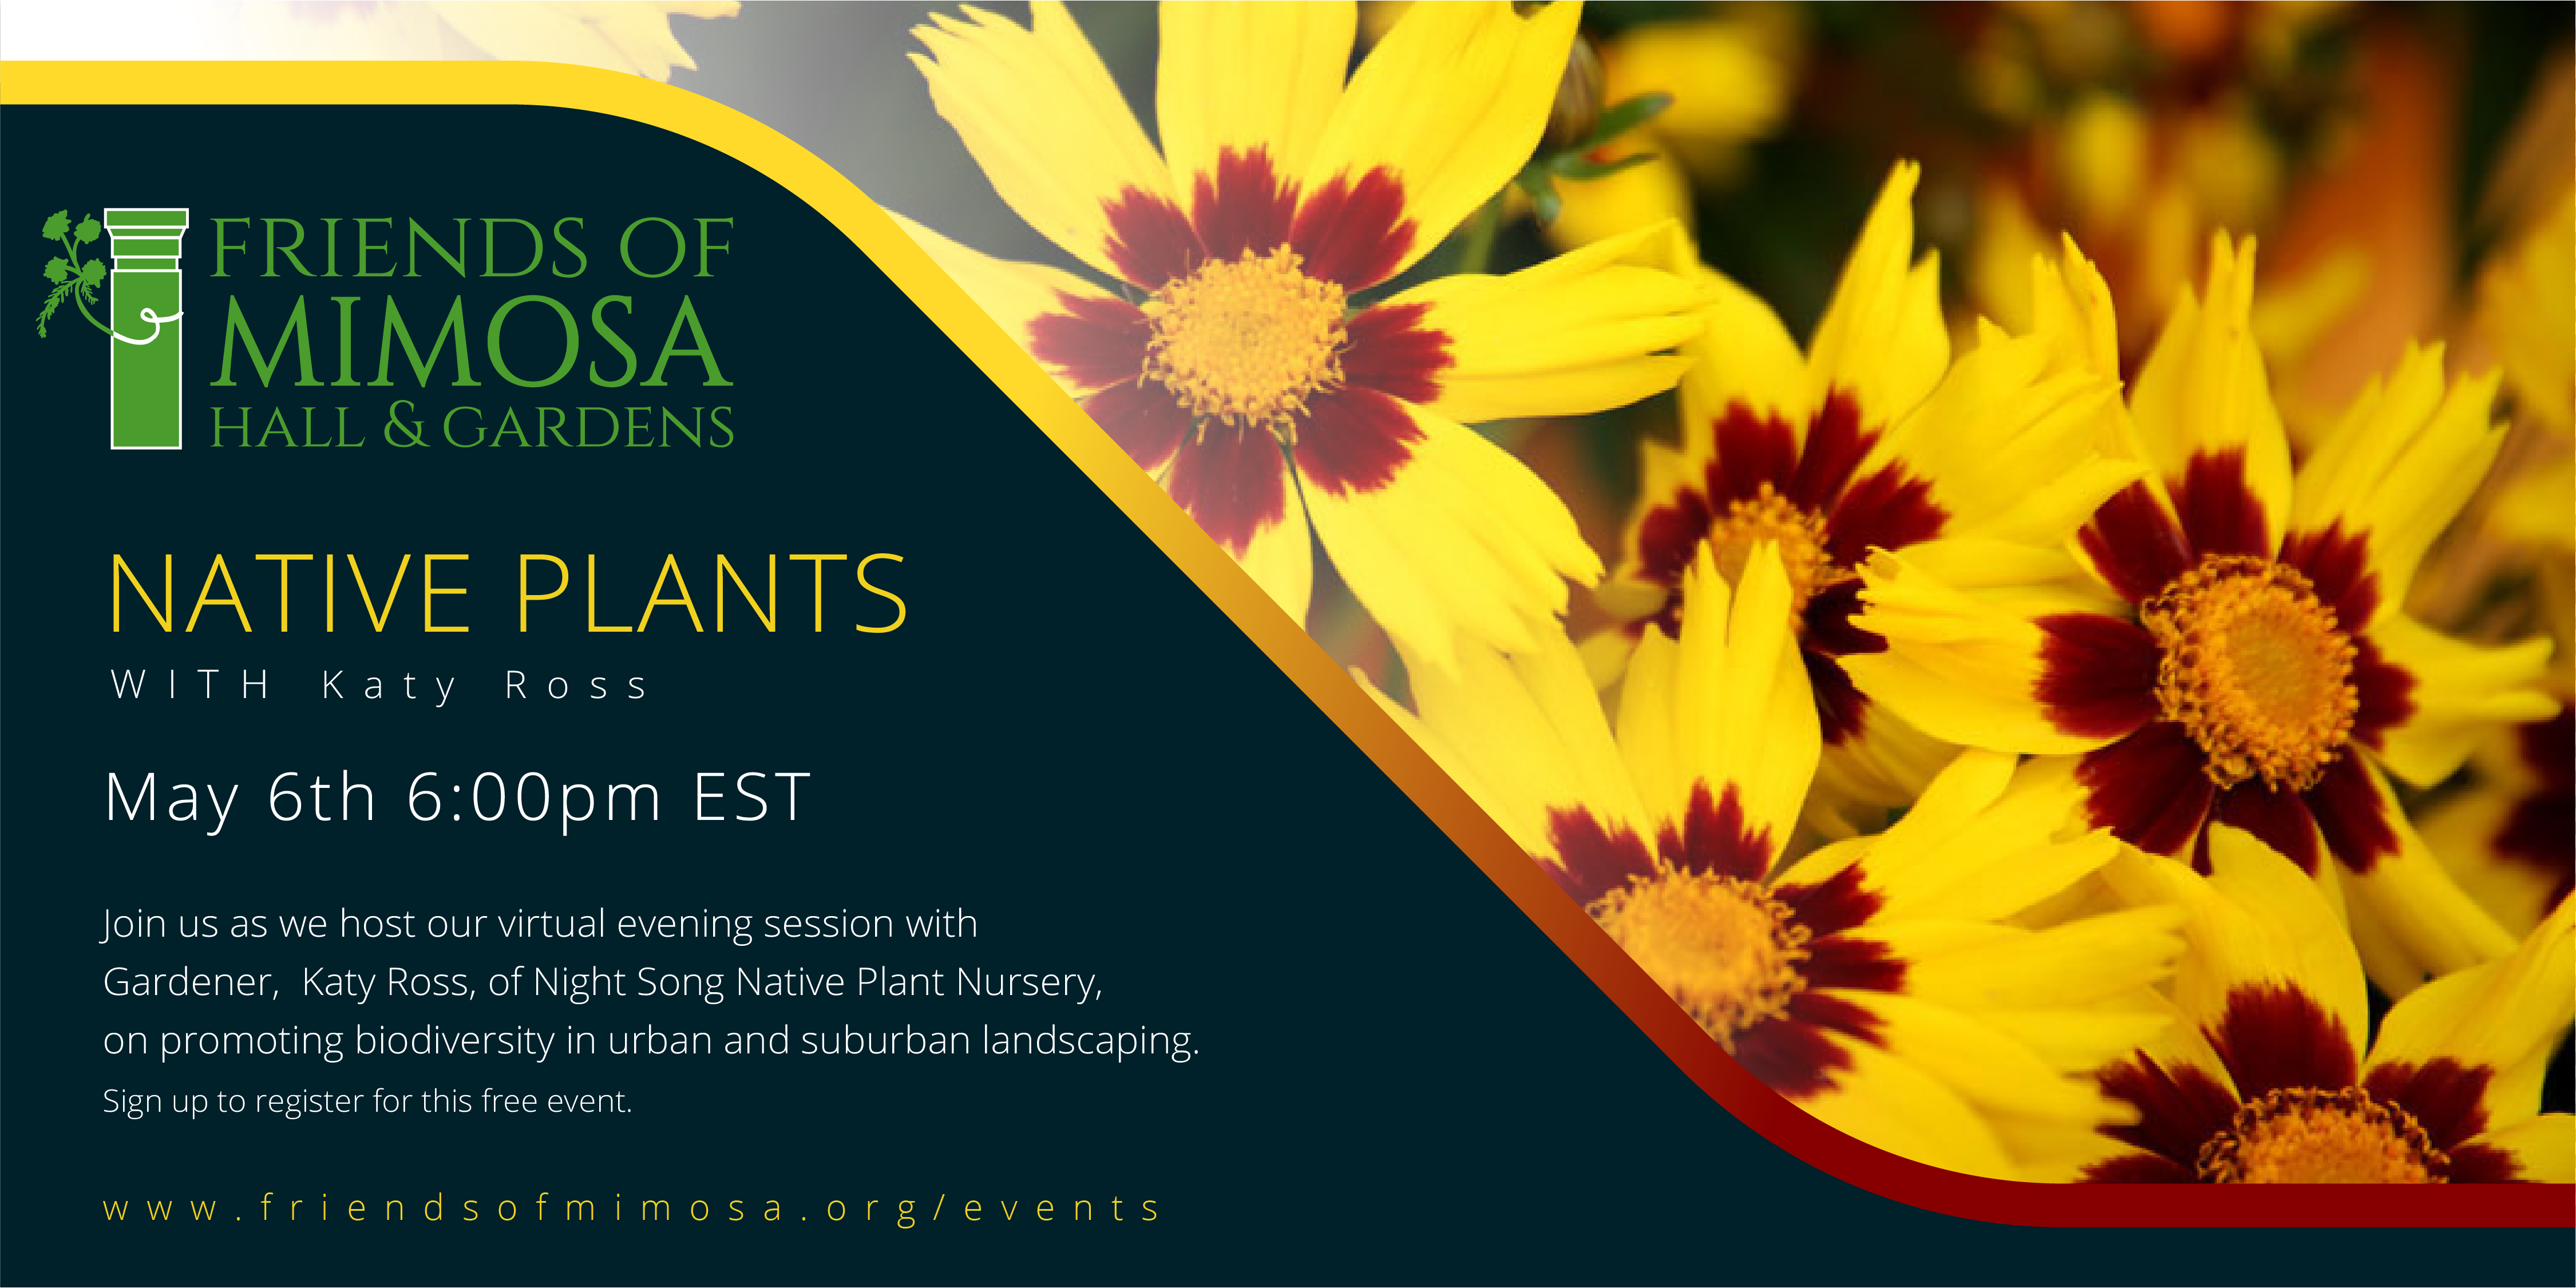 FRIENDS OF
MIMOSA
HALL & GARDENS
NATIVE PLANTS
WITH Katy Ross
May 6th 6:00pm EST
Join us as we host our virtual evening session with
Gardener,  Katy Ross, of Night Song Native Plant Nursery,
on promoting biodiversity in urban and suburban landscaping.
Sign up to register for this free event.
www.friendsofmimosa.org/events